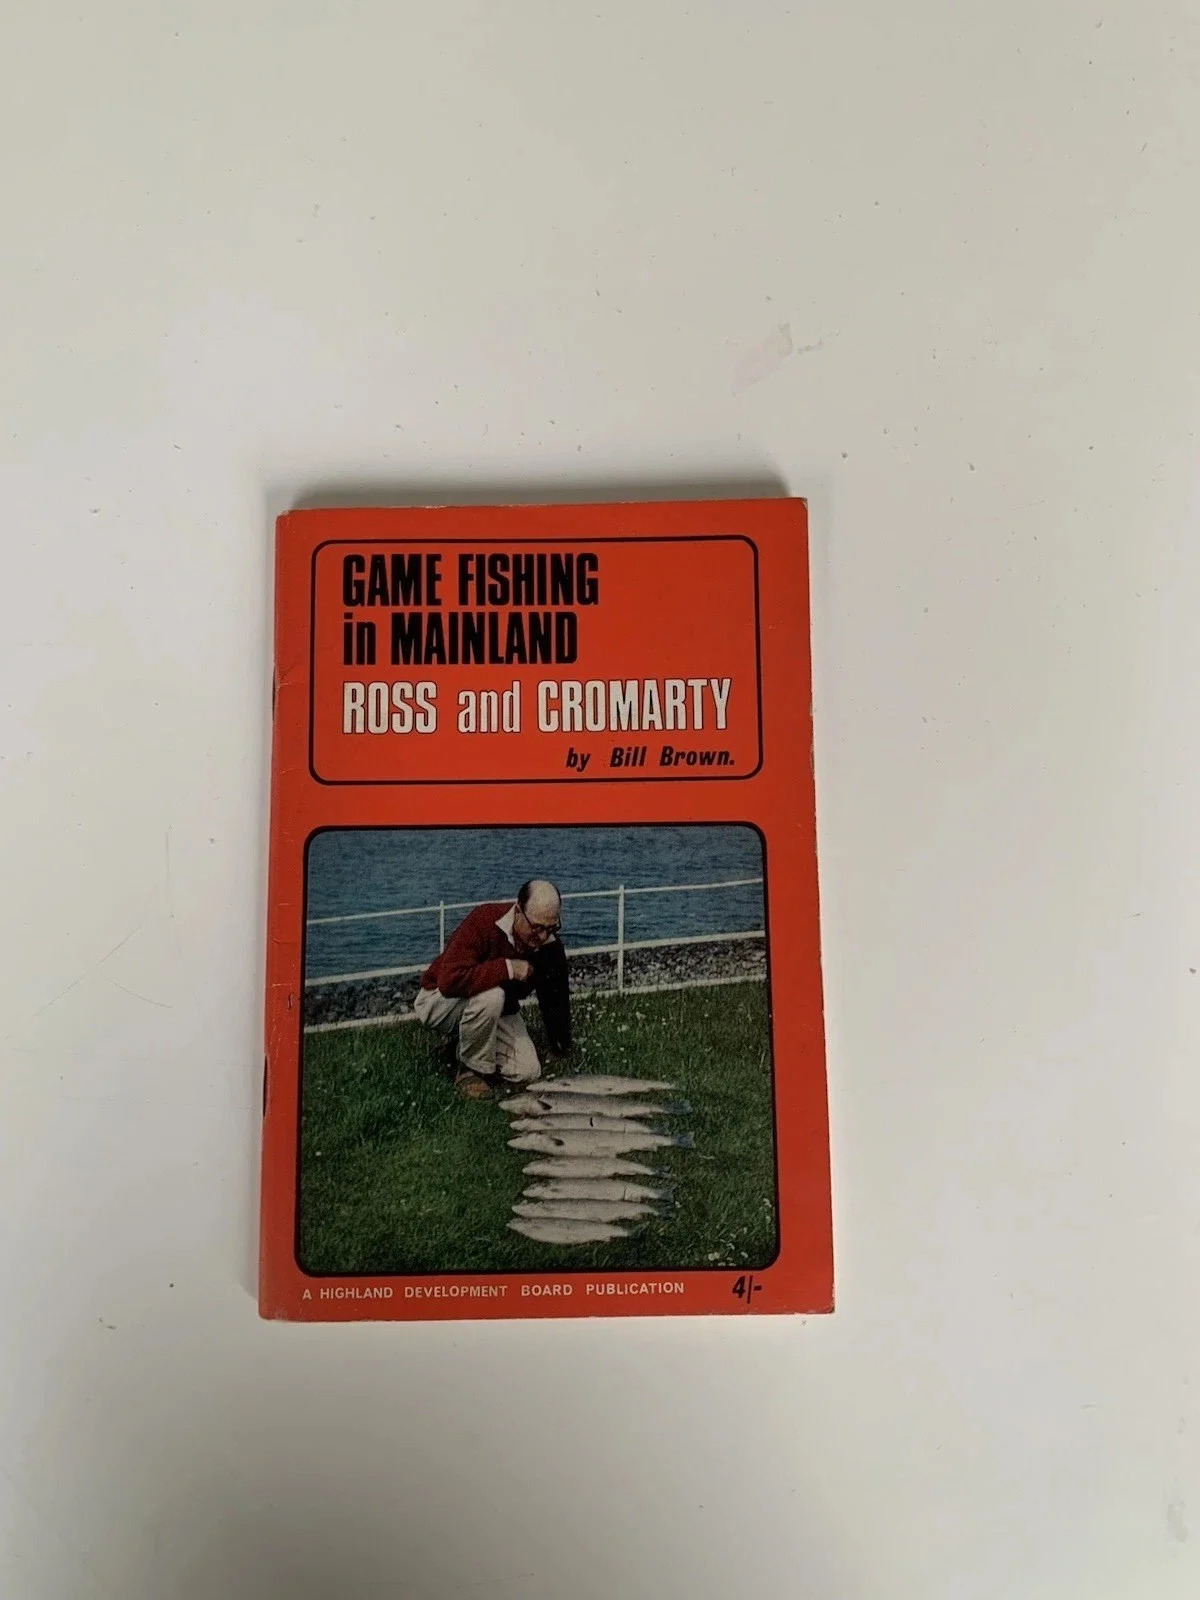 GAME FISHING
in MAINLAND
ROSS and CROMARTY
by Bill Brown.
A HIGHLAND DEVELOPMENT BOARD PUBLICATION
4/-